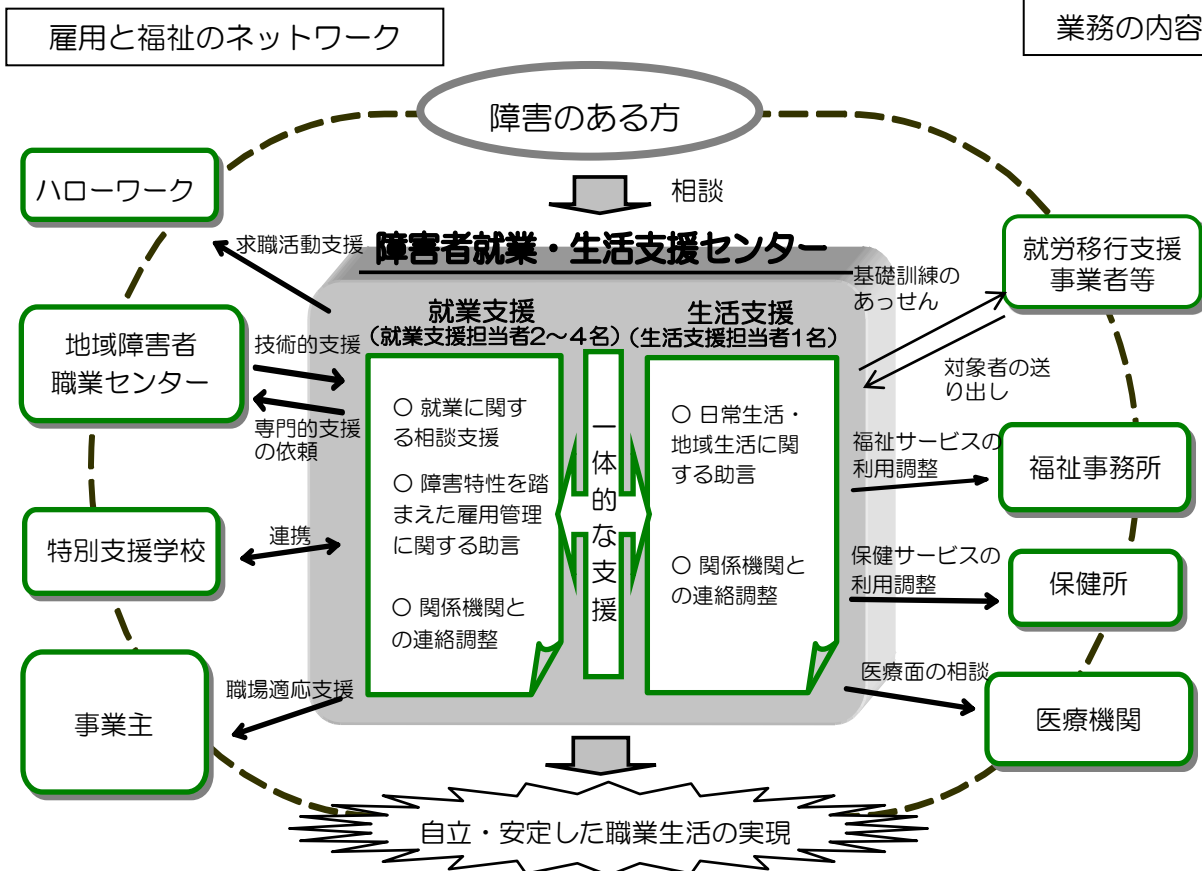 雇用と福祉のネットワーク
業務の内容
障害のある方
相談
ハローワーク
求職活動支援
地域障害者
職業センター
技術的支援
専門的支援
の依頼
特別支援学校
連携
事業主
職場適応支援
障害者就業・生活支援センター
就業支援
(就業支援担当者2~4名)
○ 就業に関す
る相談支援
○ 障害特性を踏
まえた雇用管理
に関する助言
○ 関係機関と
の連絡調整
一体的な支援
生活支援
(生活支援担当者1名)
○ 日常生活・
地域生活に関
する助言
○ 関係機関と
の連絡調整
基礎訓練の
あっせん
就労移行支援
事業者等
対象者の送
り出し
福祉サービスの
利用調整
福祉事務所
保健サービスの
利用調整
保健所
医療面の相談
医療機関
自立・安定した職業生活の実現